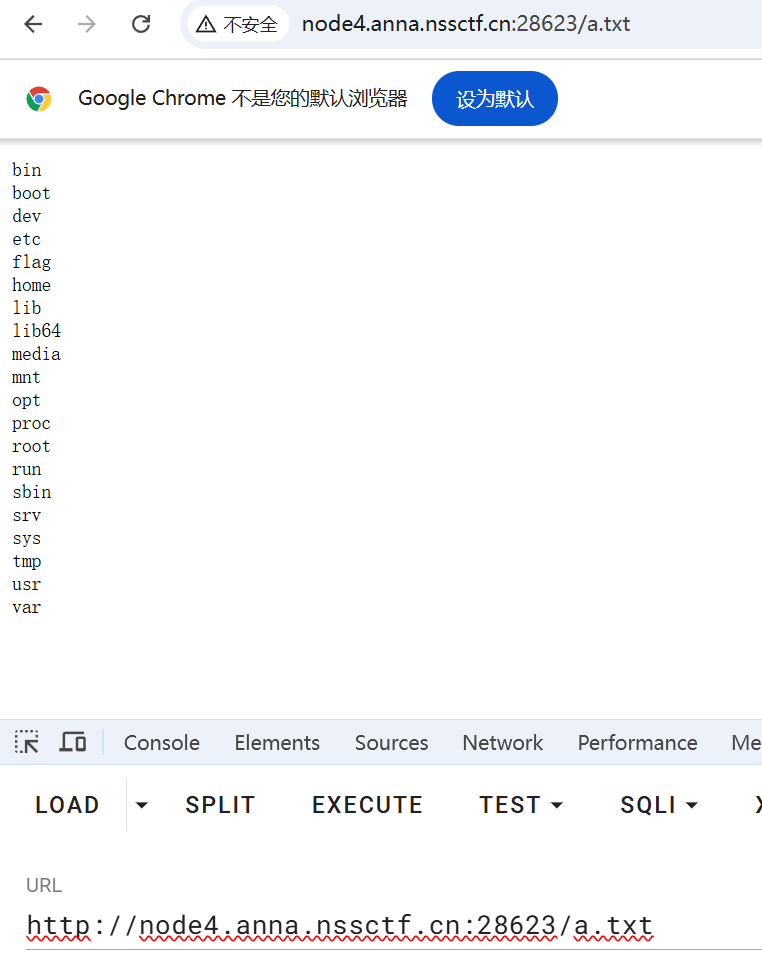 不安全 node4.anna.nssctf.cn:28623/a.txt
Google Chrome 不是您的默认浏览器 设为默认
bin
boot
dev
etc
flag
home
lib
lib64
media
mnt
opt
proc
root
run
sbin
srv
sys
tmp
usr
var
Console Elements Sources Network Performance Me
LOAD SPLIT EXECUTE TEST SQLI X
URL
http://node4.anna.nssctf.cn:28623/a.txt